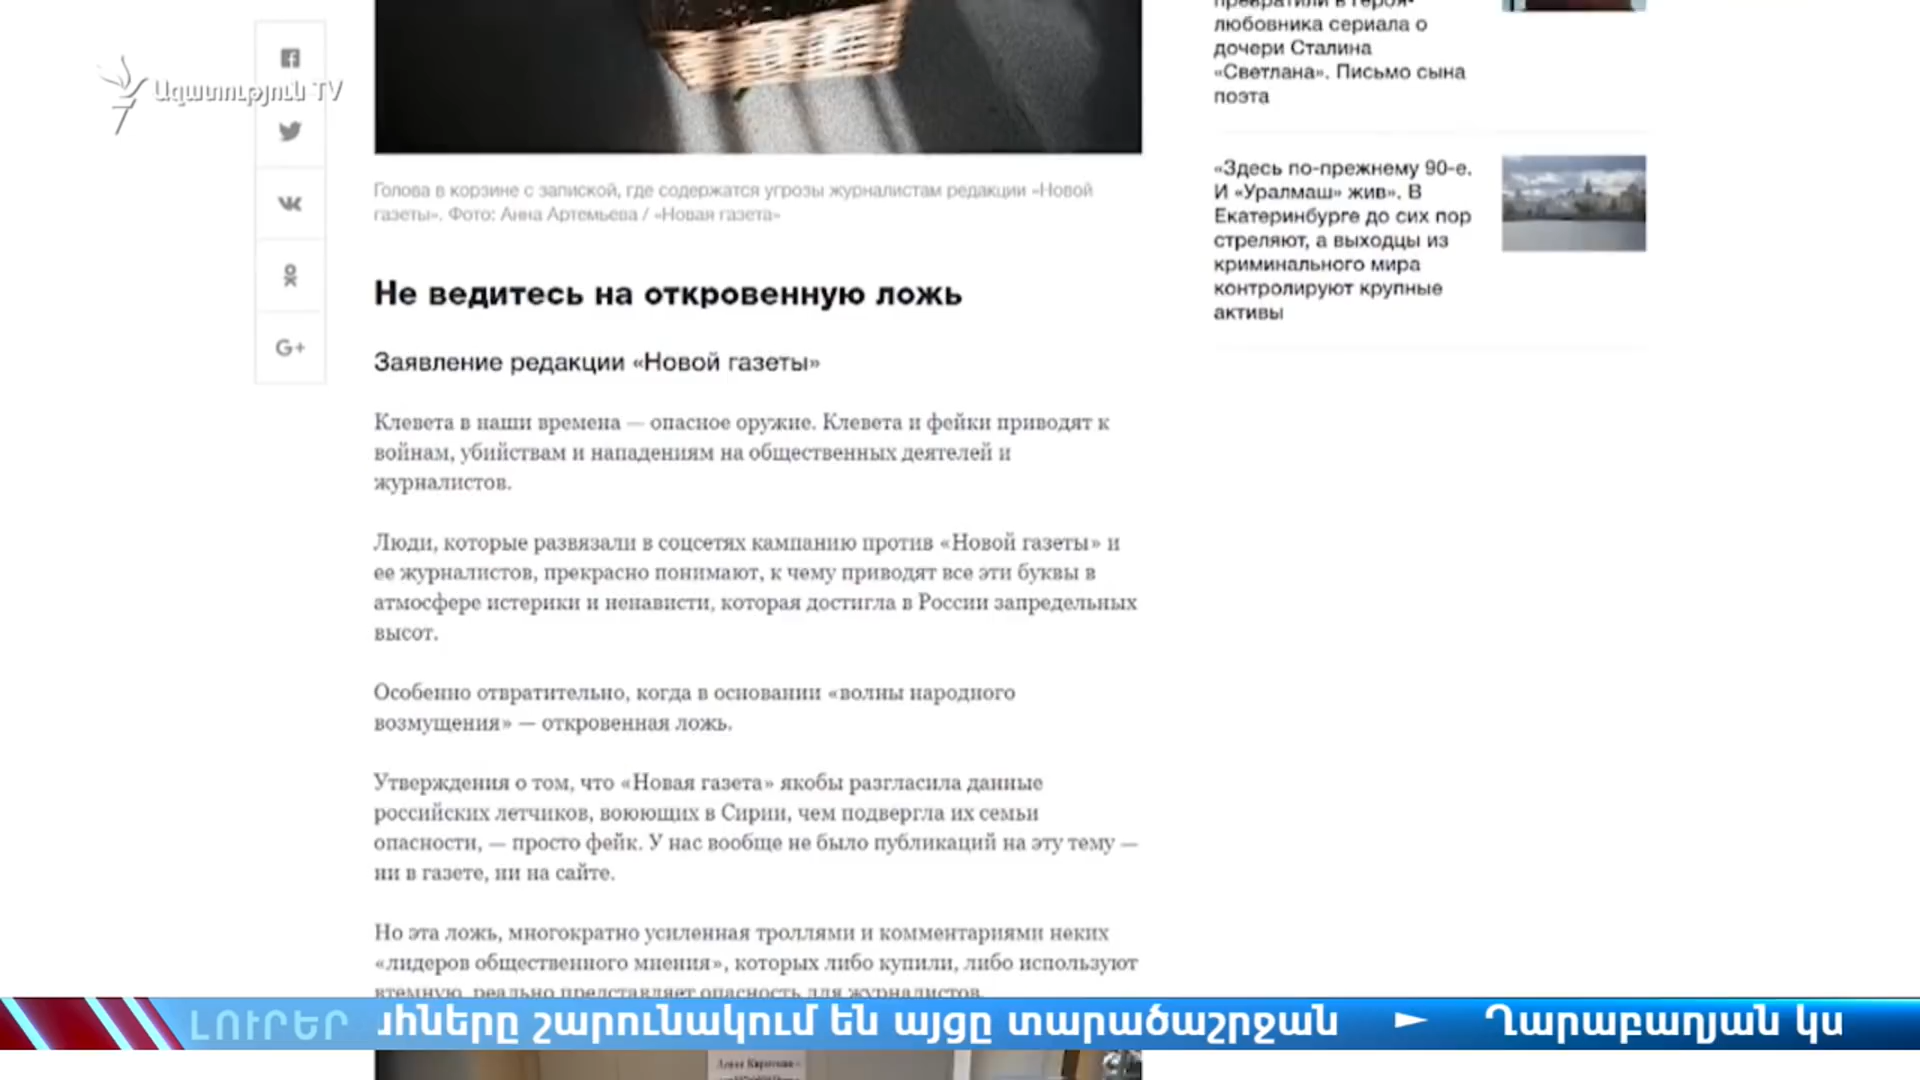 Ազատություն TV
G+
Голова в корзине с запиской, где содержатся угрозы журналистам редакции «Новой
газеты». Фото: Анна Артемьева / «Новая газета»
Не ведитесь на откровенную ложь
Заявление редакции «Новой газеты»
Клевета в наши времена — опасное оружие. Клевета и фейки приводят к
войнам, убийствам и нападениям на общественных деятелей и
журналистов.
Люди, которые развязали в соцсетях кампанию против «Новой газеты» и
ее журналистов, прекрасно понимают, к чему приводят все эти буквы в
атмосфере истерики и ненависти, которая достигла в России запредельных
высот.
Особенно отвратительно, когда в основании «волны народного
возмущения» — откровенная ложь.
Утверждения о том, что «Новая газета» якобы разгласила данные
российских летчиков, воюющих в Сирии, чем подвергла их семьи
опасности, — просто фейк. У нас вообще не было публикаций на эту тему —
ни в газете, ни на сайте.
Но эта ложь, многократно усиленная троллями и комментариями неких
«лидеров общественного мнения», которых либо купили, либо используют
втемную, реально представляет опасность для журналистов.
превратили в героя-
любовника сериала о
дочери Сталина
«Светлана». Письмо сына
поэта
«Здесь по-прежнему 90-е.
И «Уралмаш» жив». В
Екатеринбурге до сих пор
стреляют, а выходцы из
криминального мира
контролируют крупные
активы
ԼՈՒՐԵՐ
հները շարունակում են այցը տարածաշրջան ► Ղարաբաղյան կա